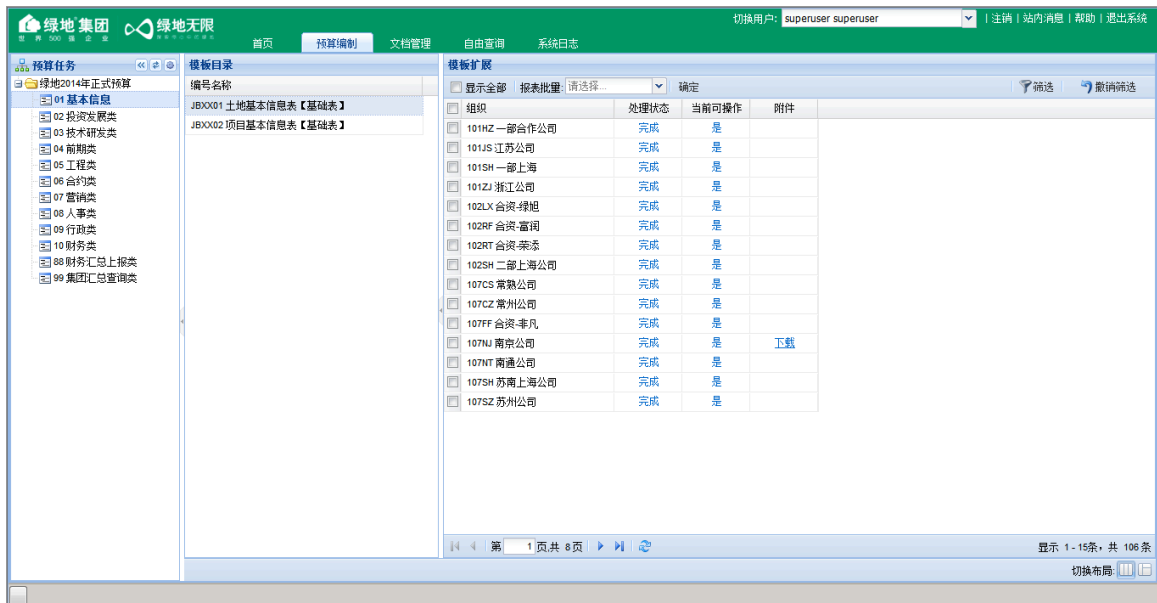 绿地集团 绿地无限
世界500强企业
切换用户: superuser superuser | 注销 | 站内消息 | 帮助 | 退出系统
首页 预算编制 文档管理 自由查询 系统日志
预算任务 模板目录 模板扩展
绿地2014年正式预算
01 基本信息
02 投资发展类
03 技术研发类
04 前期类
05 工程类
06 合约类
07 营销类
08 人事类
09 行政类
10 财务类
88 财务汇总上报类
99 集团汇总查询类
编号名称
JBXX01 土地基本信息表【基础表】
JBXX02 项目基本信息表【基础表】
显示全部 报表批量: 请选择... 确定 筛选 撤销筛选
组织 处理状态 当前可操作 附件
101HZ 一部合作公司 完成 是
101JS 江苏公司 完成 是
101SH 一部上海 完成 是
101ZJ 浙江公司 完成 是
102LX 合资-绿旭 完成 是
102RF 合资-富润 完成 是
102RT 合资-荣添 完成 是
102SH 二部上海公司 完成 是
107CS 常熟公司 完成 是
107CZ 常州公司 完成 是
107FF 合资-非凡 完成 是
107NJ 南京公司 完成 是 下载
107NT 南通公司 完成 是
107SH 苏南上海公司 完成 是
107SZ 苏州公司 完成 是
第 1 页,共 8 页 显示 1 - 15条，共 106 条
切换布局: